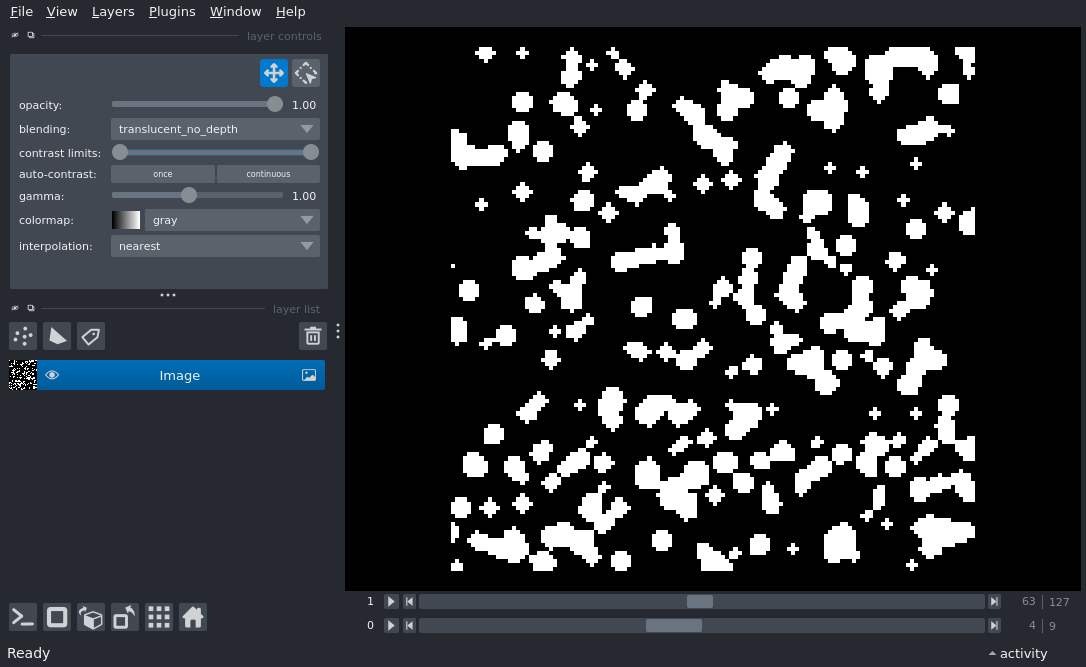 File View Layers Plugins Window Help
layer controls
opacity: 1.00
blending: translucent_no_depth
contrast limits:
auto-contrast: once continuous
gamma: 1.00
colormap: gray
interpolation: nearest
layer list
Image
1 63 127
0 4 9
Ready activity